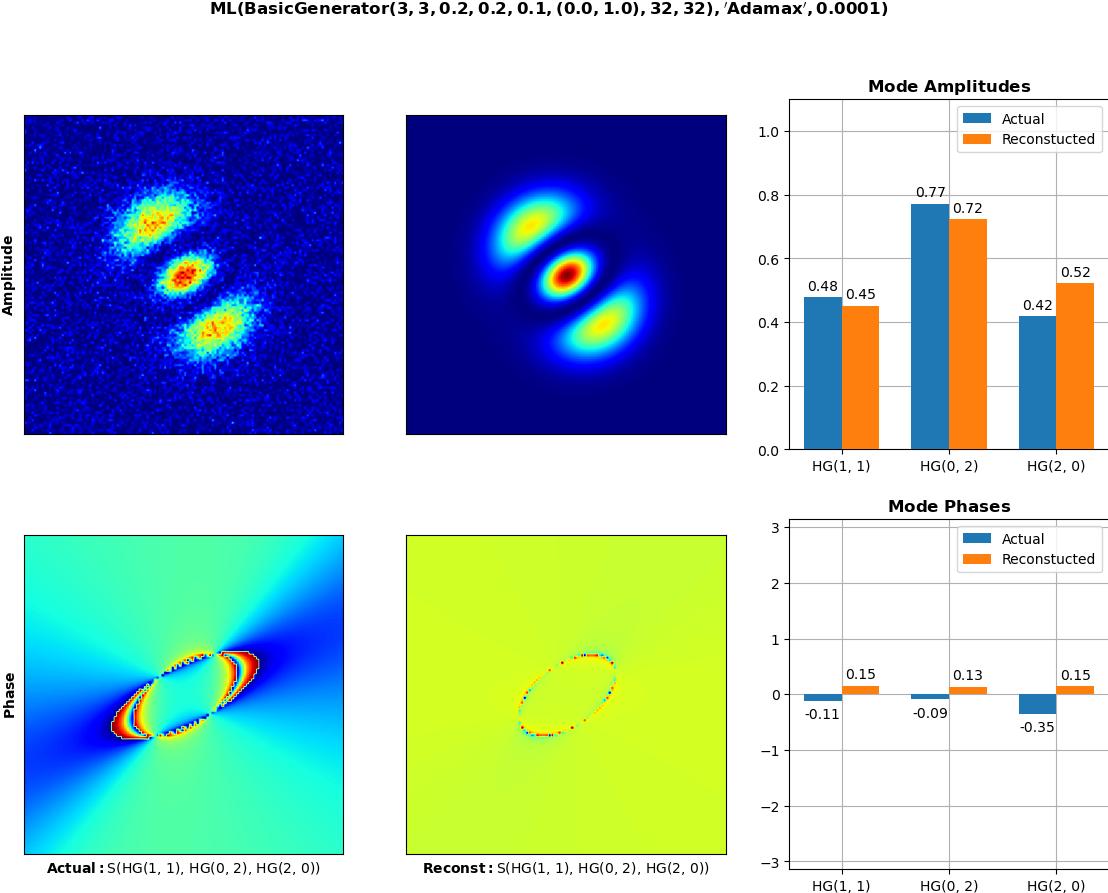 ML(BasicGenerator(3, 3, 0.2, 0.2, 0.1, (0.0, 1.0), 32, 32), ′Adamax′, 0.0001)
Amplitude
Mode Amplitudes
Actual
Reconstucted
1.0
0.8
0.6
0.4
0.2
0.0
0.48
0.45
0.77
0.72
0.42
0.52
HG(1, 1)
HG(0, 2)
HG(2, 0)
Phase
Actual: S(HG(1, 1), HG(0, 2), HG(2, 0))
Reconst: S(HG(1, 1), HG(0, 2), HG(2, 0))
Mode Phases
Actual
Reconstucted
3
2
1
0
−1
−2
−3
-0.11
0.15
-0.09
0.13
-0.35
0.15
HG(1, 1)
HG(0, 2)
HG(2, 0)